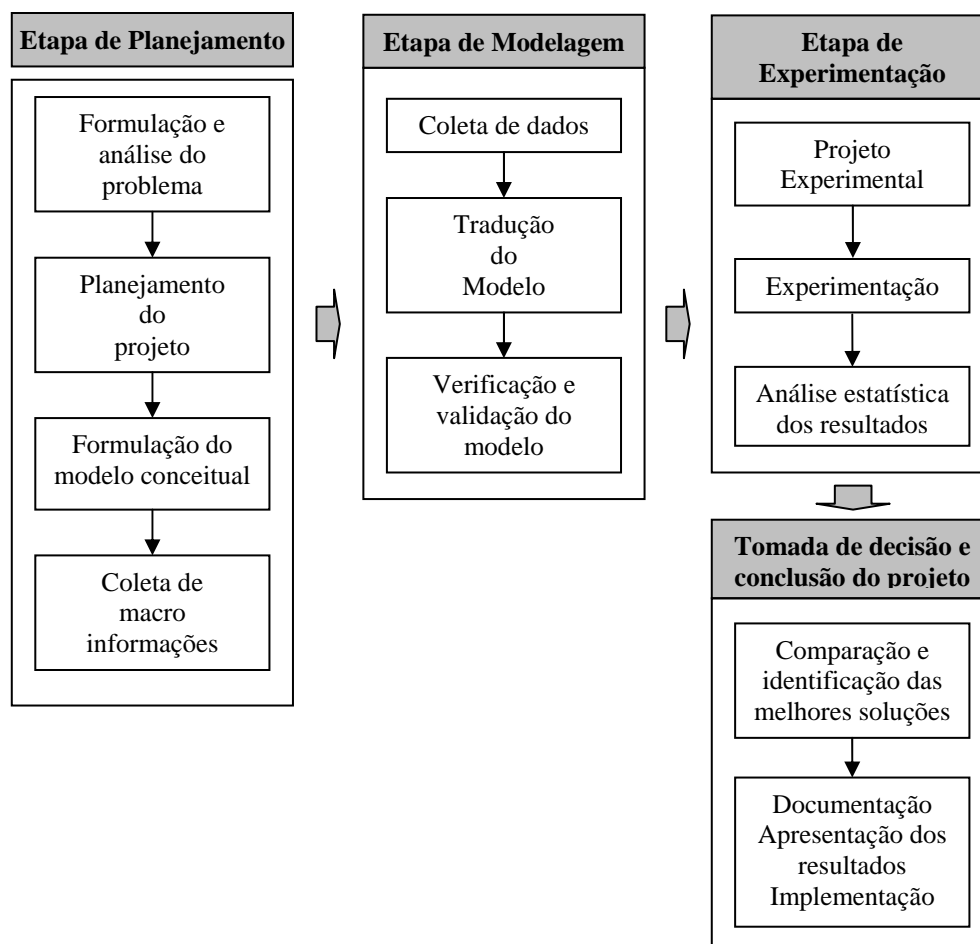 Etapa de Planejamento
Formulação e
análise do
problema
Planejamento
do
projeto
Formulação do
modelo conceitual
Coleta de
macro
informações
Etapa de Modelagem
Coleta de dados
Tradução
do
Modelo
Verificação e
validação do
modelo
Etapa de
Experimentação
Projeto
Experimental
Experimentação
Análise estatística
dos resultados
Tomada de decisão e
conclusão do projeto
Comparação e
identificação das
melhores soluções
Documentação
Apresentação dos
resultados
Implementação